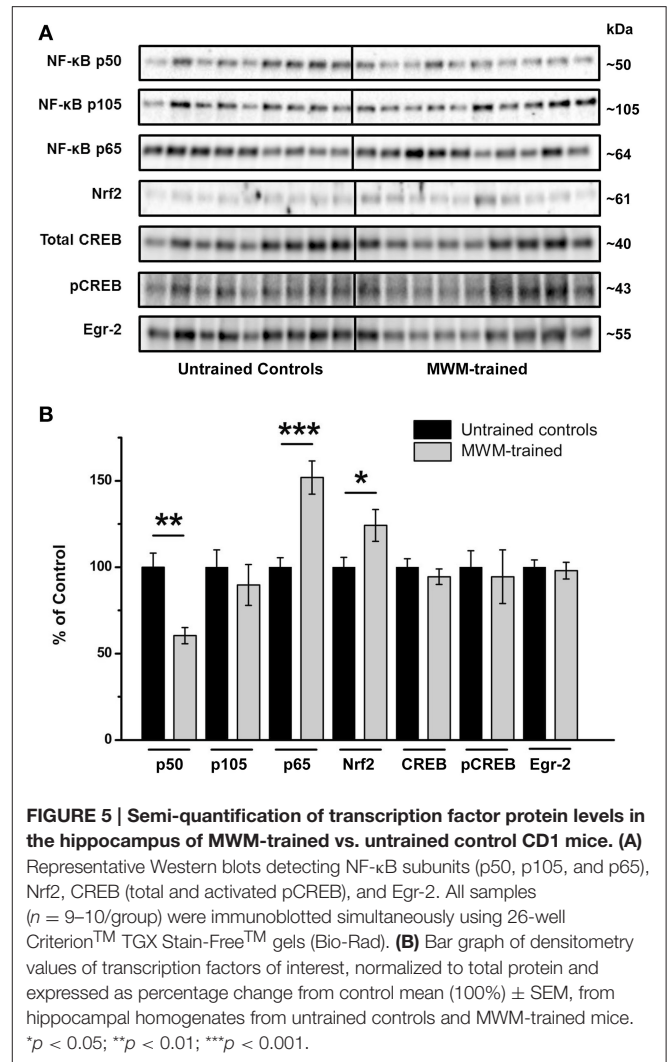 A
kDa
NF-κB p50
~50
NF-κB p105
~105
NF-κB p65
~64
Nrf2
~61
Total CREB
~40
pCREB
~43
Egr-2
~55
Untrained Controls MWM-trained
B
Untrained controls
MWM-trained
% of Control
150
100
50
0
**
***
*
p50 p105 p65 Nrf2 CREB pCREB Egr-2
FIGURE 5 | Semi-quantification of transcription factor protein levels in
the hippocampus of MWM-trained vs. untrained control CD1 mice. (A)
Representative Western blots detecting NF-κB subunits (p50, p105, and p65),
Nrf2, CREB (total and activated pCREB), and Egr-2. All samples
(n = 9–10/group) were immunoblotted simultaneously using 26-well
Criterion™ TGX Stain-Free™ gels (Bio-Rad). (B) Bar graph of densitometry
values of transcription factors of interest, normalized to total protein and
expressed as percentage change from control mean (100%) ± SEM, from
hippocampal homogenates from untrained controls and MWM-trained mice.
*p < 0.05; **p < 0.01; ***p < 0.001.